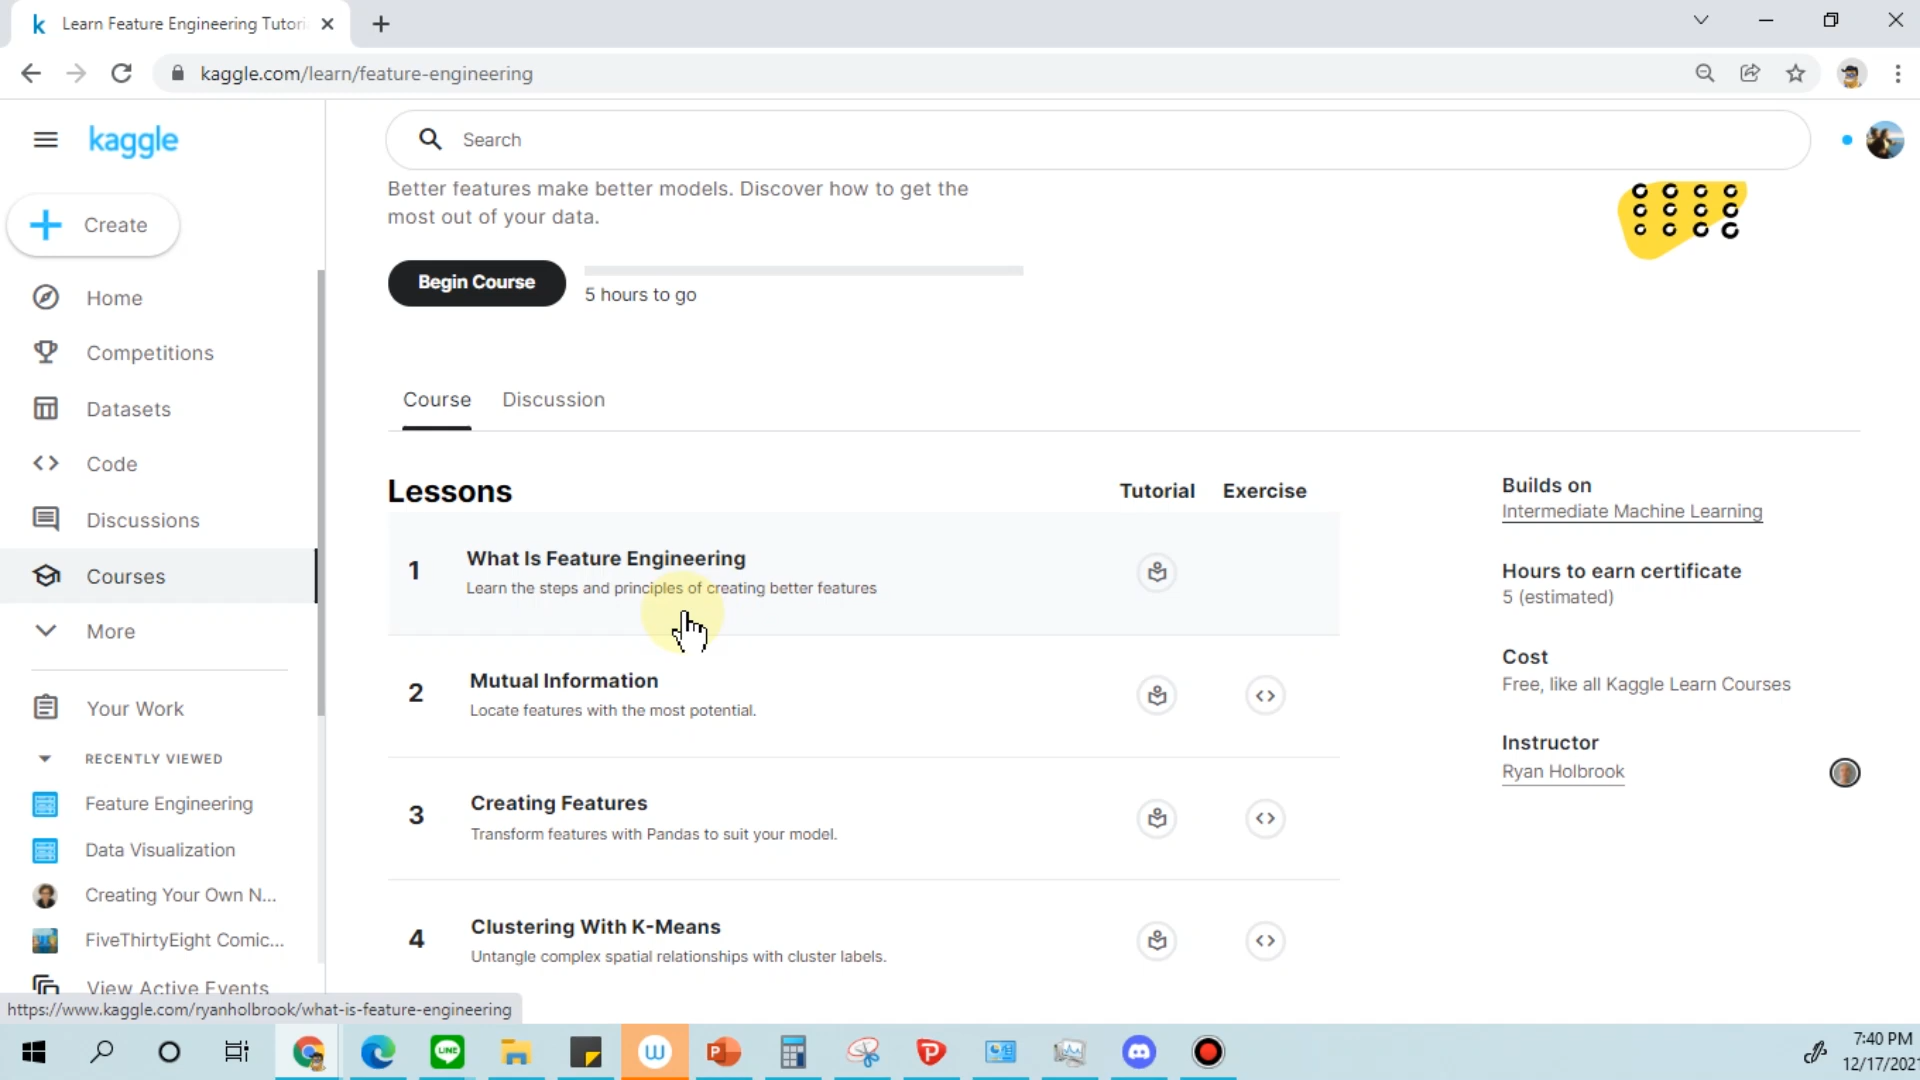 Learn Feature Engineering Tutori
kaggle.com/learn/feature-engineering
kaggle
Search
Create
Home
Competitions
Datasets
Code
Discussions
Courses
More
Your Work
RECENTLY VIEWED
Feature Engineering
Data Visualization
Creating Your Own N...
FiveThirtyEight Comic...
View Active Events
Better features make better models. Discover how to get the
most out of your data.
Begin Course
5 hours to go
Course Discussion
Lessons Tutorial Exercise
1 What Is Feature Engineering
Learn the steps and principles of creating better features
2 Mutual Information
Locate features with the most potential.
3 Creating Features
Transform features with Pandas to suit your model.
4 Clustering With K-Means
Untangle complex spatial relationships with cluster labels.
Builds on
Intermediate Machine Learning
Hours to earn certificate
5 (estimated)
Cost
Free, like all Kaggle Learn Courses
Instructor
Ryan Holbrook
https://www.kaggle.com/ryanholbrook/what-is-feature-engineering
LINE
7:40 PM
12/17/2021